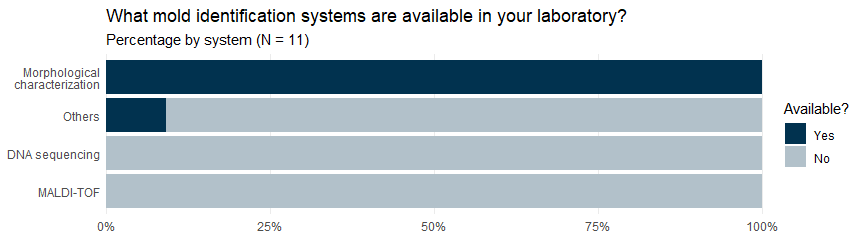 What mold identification systems are available in your laboratory?
Percentage by system (N = 11)
Morphological
characterization
Others
DNA sequencing
MALDI-TOF
0%
25%
50%
75%
100%
Available?
Yes
No